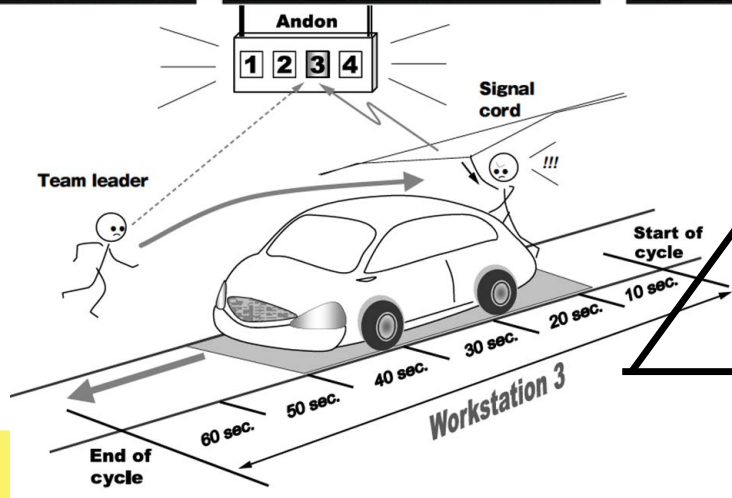 Andon
1 2 3 4
Signal
cord
!!!
Team leader
Start of
cycle
10 sec.
20 sec.
30 sec.
40 sec.
50 sec.
60 sec.
Workstation 3
End of
cycle